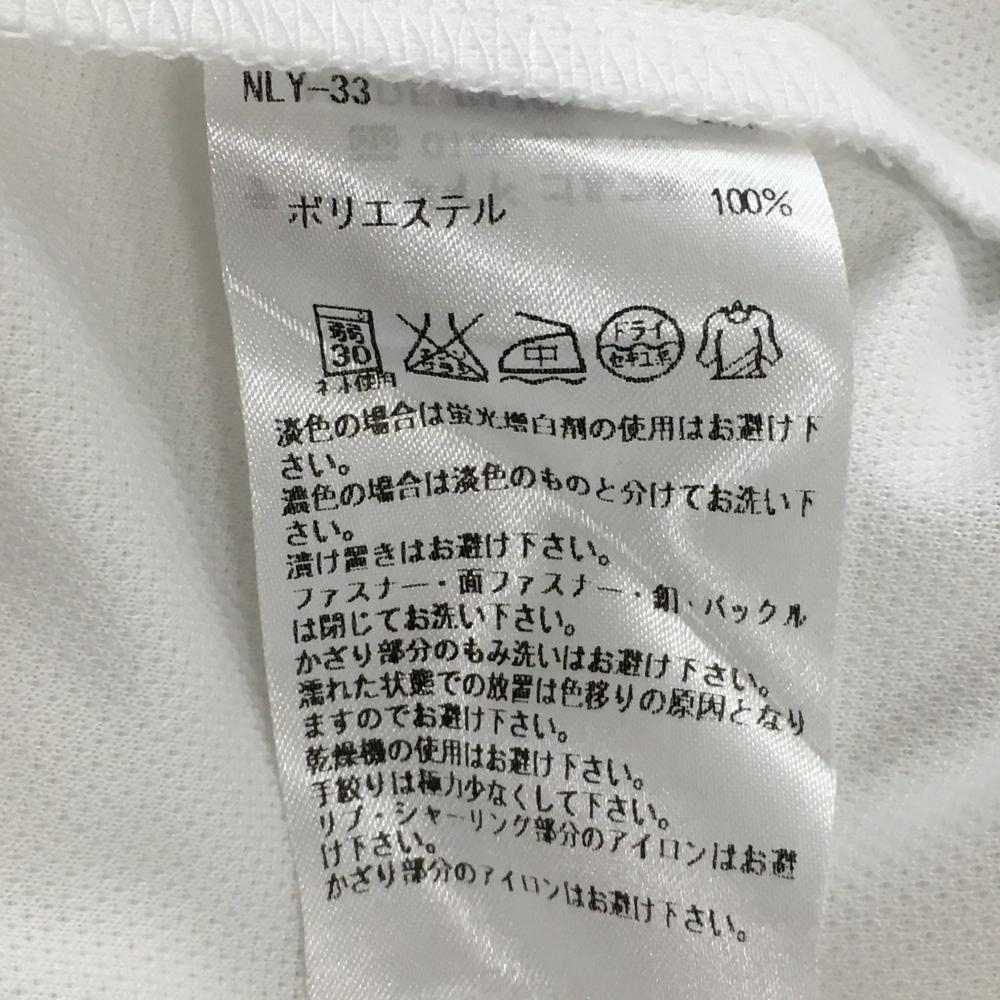 NLY-33
ポリエステル 100%
弱
30
ネット使用
エンソサラシ
中
ドライ
セキユ系
淡色の場合は蛍光増白剤の使用はお避け下
さい。
濃色の場合は淡色のものと分けてお洗い下
さい。
漬け置きはお避け下さい。
ファスナー・面ファスナー・釦・バックル
は閉じてお洗い下さい。
かざり部分のもみ洗いはお避け下さい。
濡れた状態での放置は色移りの原因となり
ますのでお避け下さい。
乾燥機の使用はお避け下さい。
手絞りは極力少なくして下さい。
リブ・シャーリング部分のアイロンはお避
け下さい。
かざり部分のアイロンはお避け下さい。